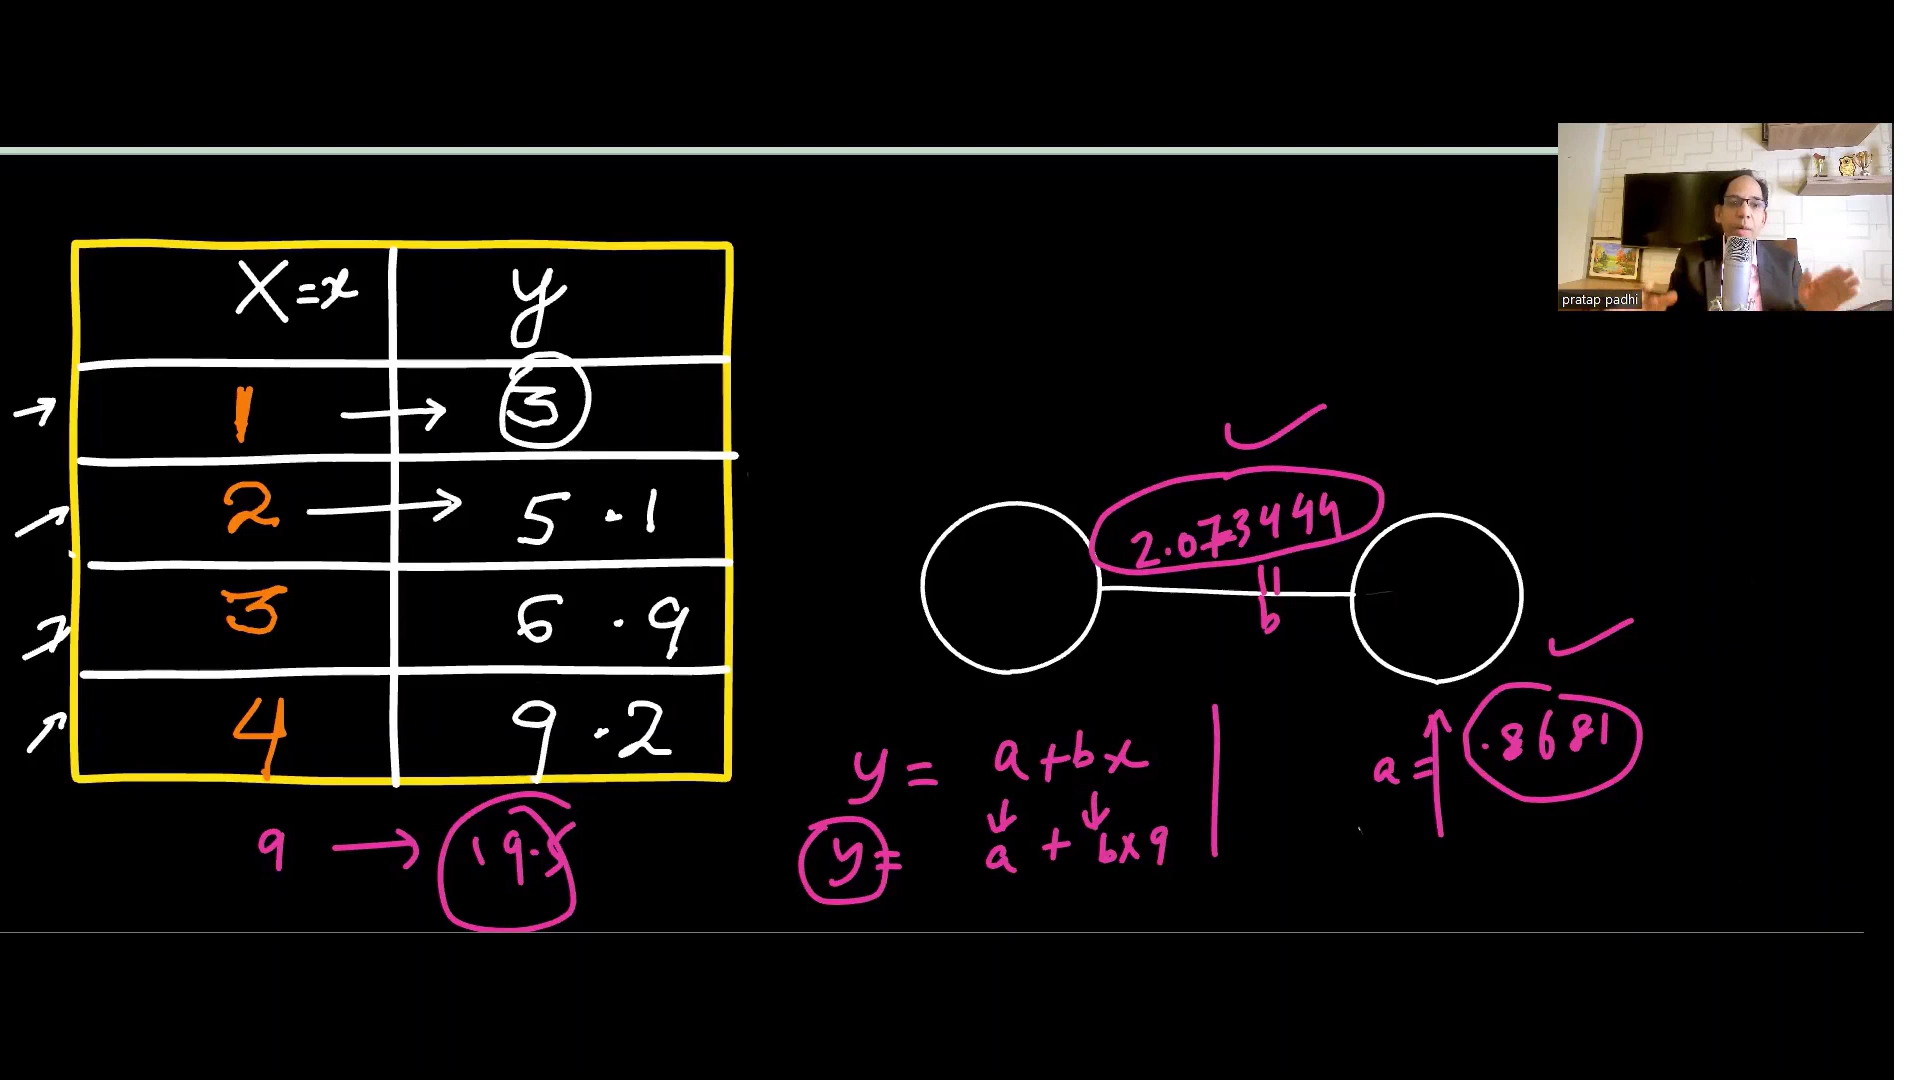 pratap padhi
X=x y
1 → 3
2 → 5.1
3 6.9
4 9.2
9 → 19.5
2.073444
b
y = a+bx
y= a + bx9
a = .8681